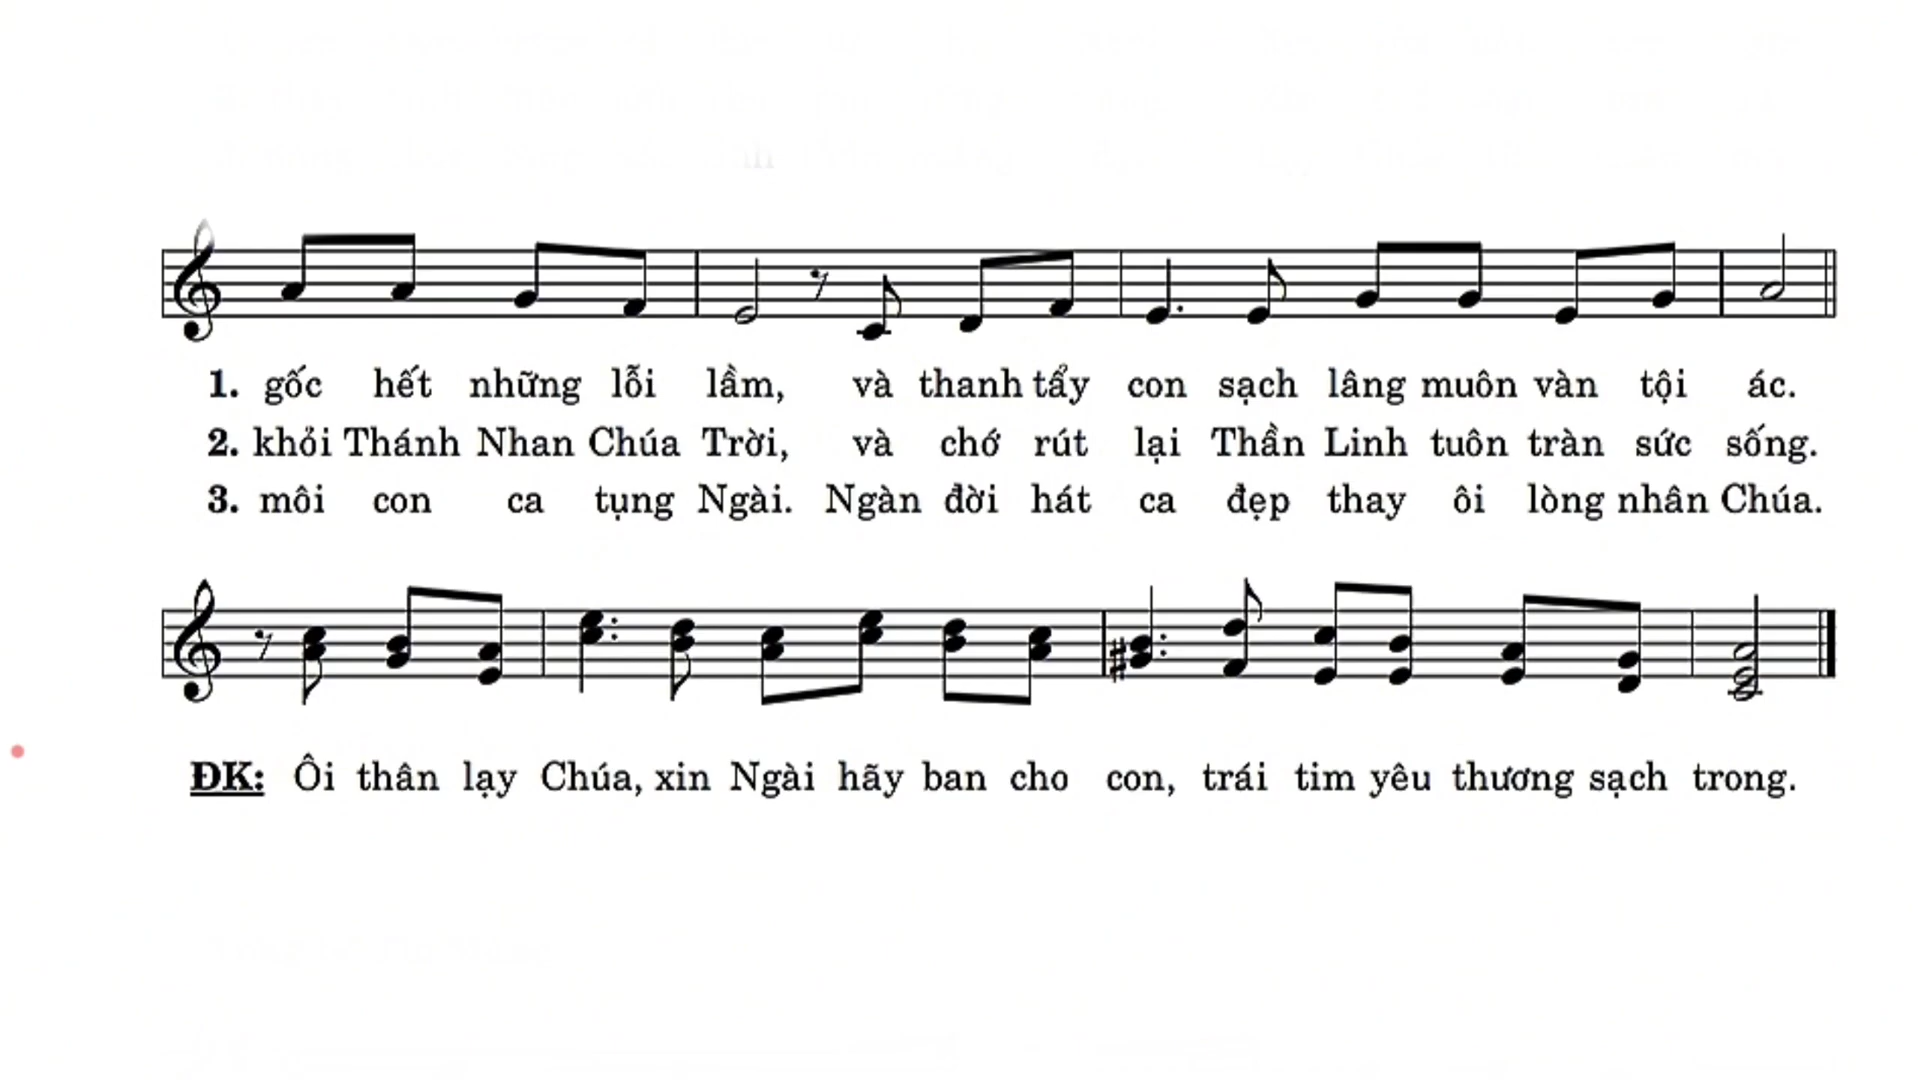 1. gốc hết những lỗi lầm, và thanh tẩy con sạch lâng muôn vàn tội ác.
2. khỏi Thánh Nhan Chúa Trời, và chớ rút lại Thần Linh tuôn tràn sức sống.
3. môi con ca tụng Ngài. Ngàn đời hát ca đẹp thay ôi lòng nhân Chúa.
ĐK: Ôi thân lạy Chúa, xin Ngài hãy ban cho con, trái tim yêu thương sạch trong.